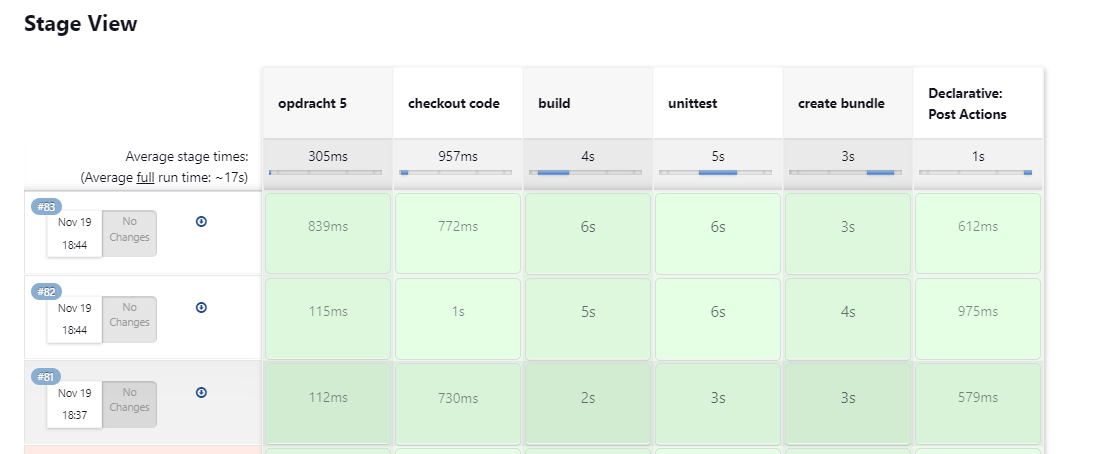 Stage View
opdracht 5 checkout code build unittest create bundle Declarative:
Post Actions
Average stage times:
(Average full run time: ~17s)
305ms 957ms 4s 5s 3s 1s
#83
Nov 19
18:44
No
Changes
839ms 772ms 6s 6s 3s 612ms
#82
Nov 19
18:44
No
Changes
115ms 1s 5s 6s 4s 975ms
#81
Nov 19
18:37
No
Changes
112ms 730ms 2s 3s 3s 579ms